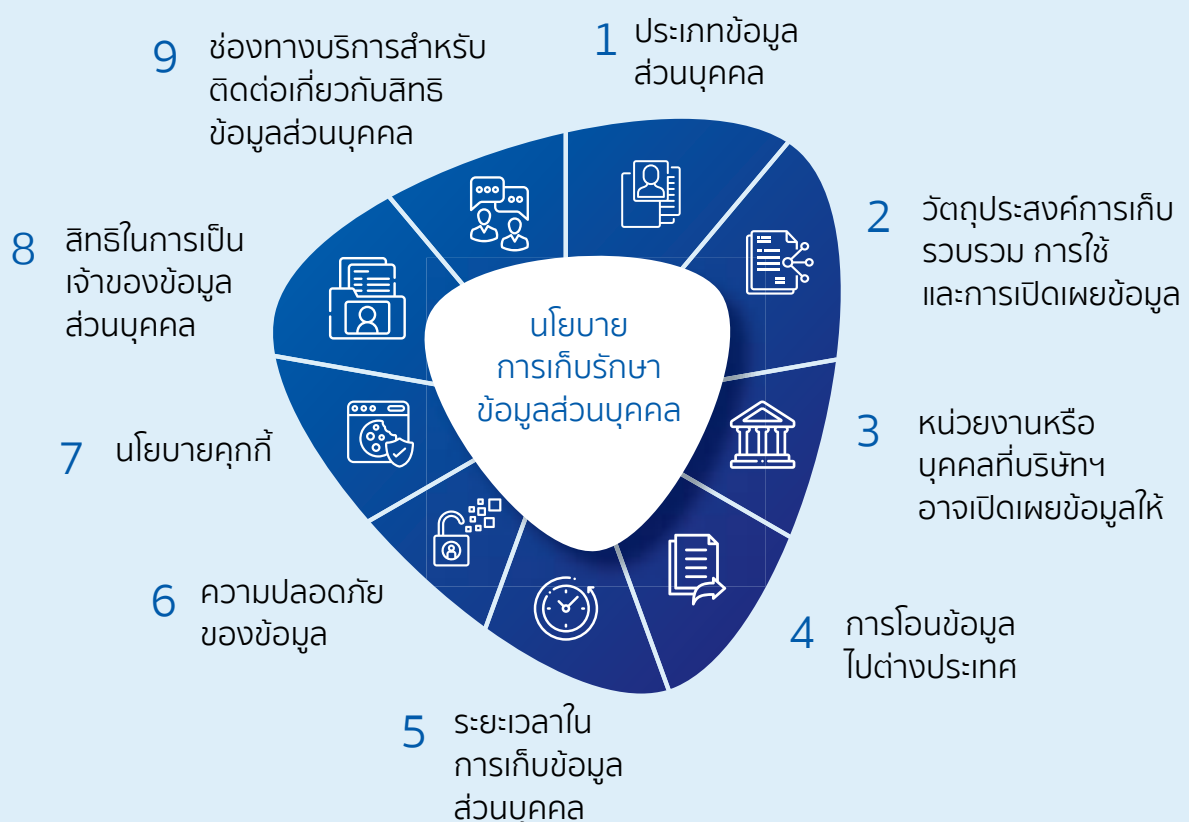 นโยบาย
การเก็บรักษา
ข้อมูลส่วนบุคคล
1 ประเภทข้อมูล
ส่วนบุคคล
2 วัตถุประสงค์การเก็บ
รวบรวม การใช้
และการเปิดเผยข้อมูล
3 หน่วยงานหรือ
บุคคลที่บริษัทฯ
อาจเปิดเผยข้อมูลให้
4 การโอนข้อมูล
ไปต่างประเทศ
5 ระยะเวลาใน
การเก็บข้อมูล
ส่วนบุคคล
6 ความปลอดภัย
ของข้อมูล
7 นโยบายคุกกี้
8 สิทธิในการเป็น
เจ้าของข้อมูล
ส่วนบุคคล
9 ช่องทางบริการสำหรับ
ติดต่อเกี่ยวกับสิทธิ
ข้อมูลส่วนบุคคล